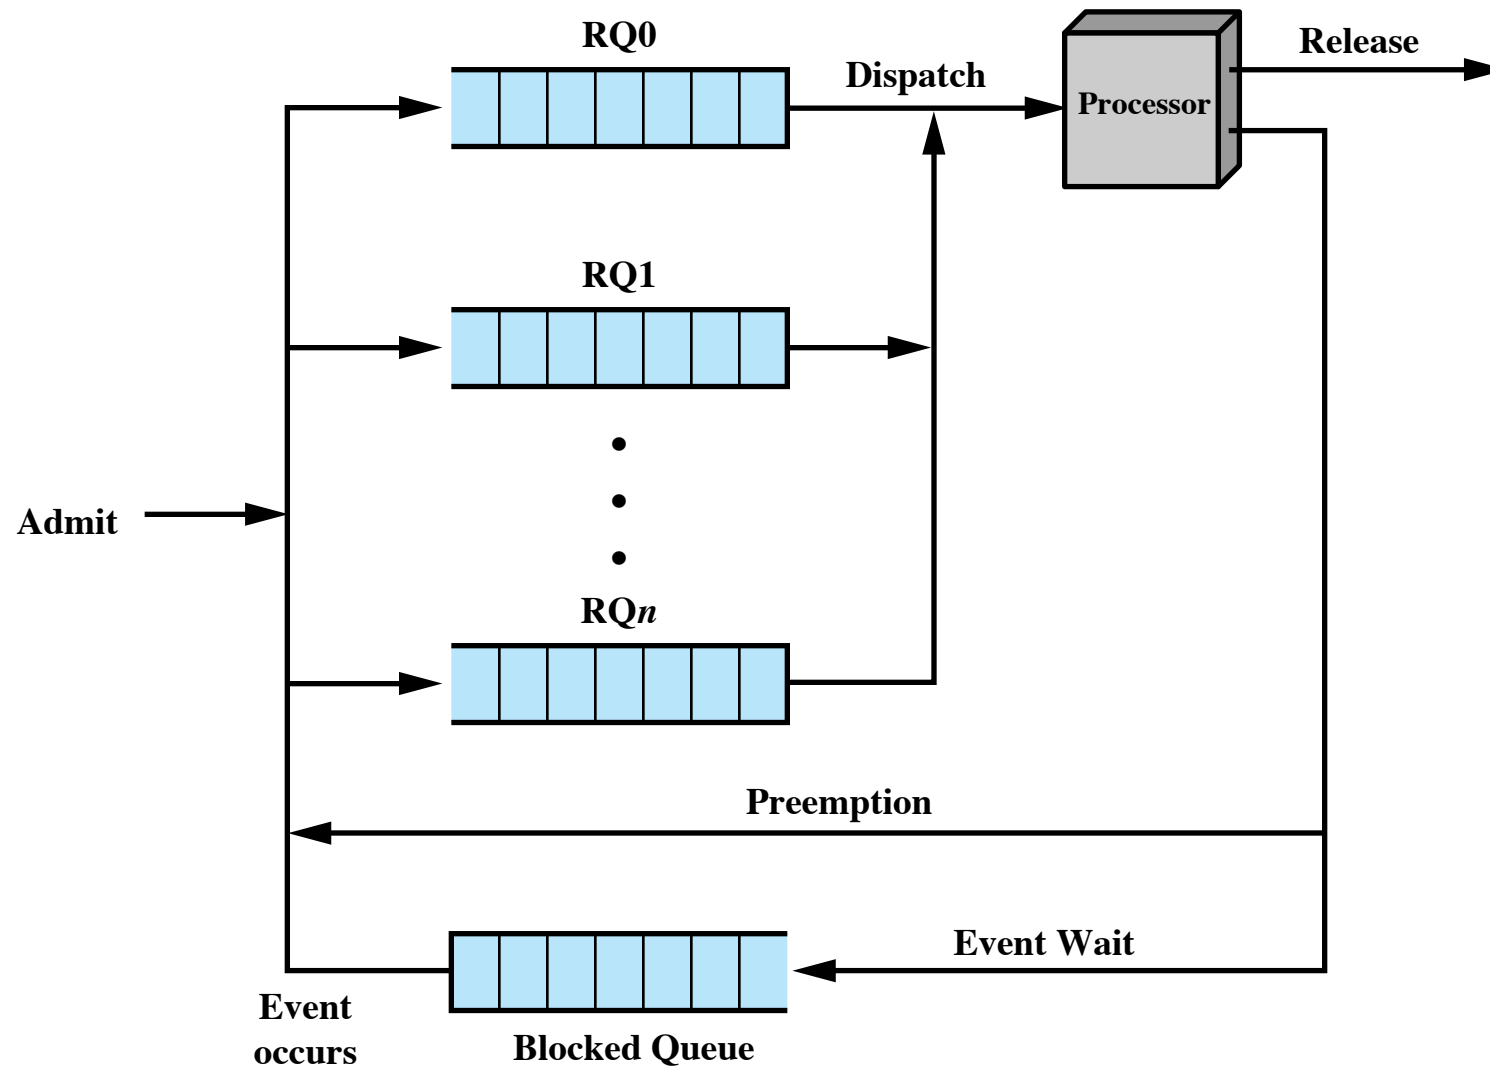 RQ0
Release
Dispatch
Processor
RQ1
Admit
RQn
Preemption
Event Wait
Event
occurs
Blocked Queue